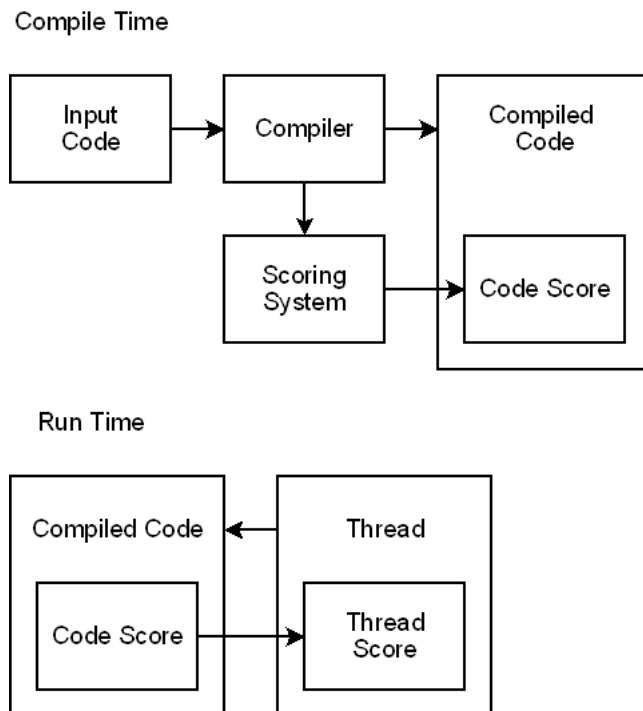 Compile Time
Input
Code
Compiler
Compiled
Code
Scoring
System
Code Score
Run Time
Compiled Code
Thread
Code Score
Thread
Score